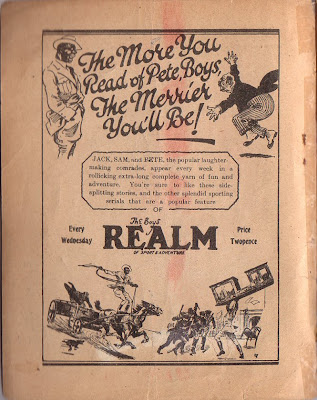 The More You
Read of Pete, Boys,
The Merrier
You'll Be!
JACK, SAM, and PETE, the popular laughter-
making comrades, appear every week in a
rollicking extra-long complete yarn of fun and
adventure. You're sure to like these side-
splitting stories, and the other splendid sporting
serials that are a popular feature
OF
Every
Wednesday
The Boys'
REALM
OF SPORT & ADVENTURE
Price
Twopence